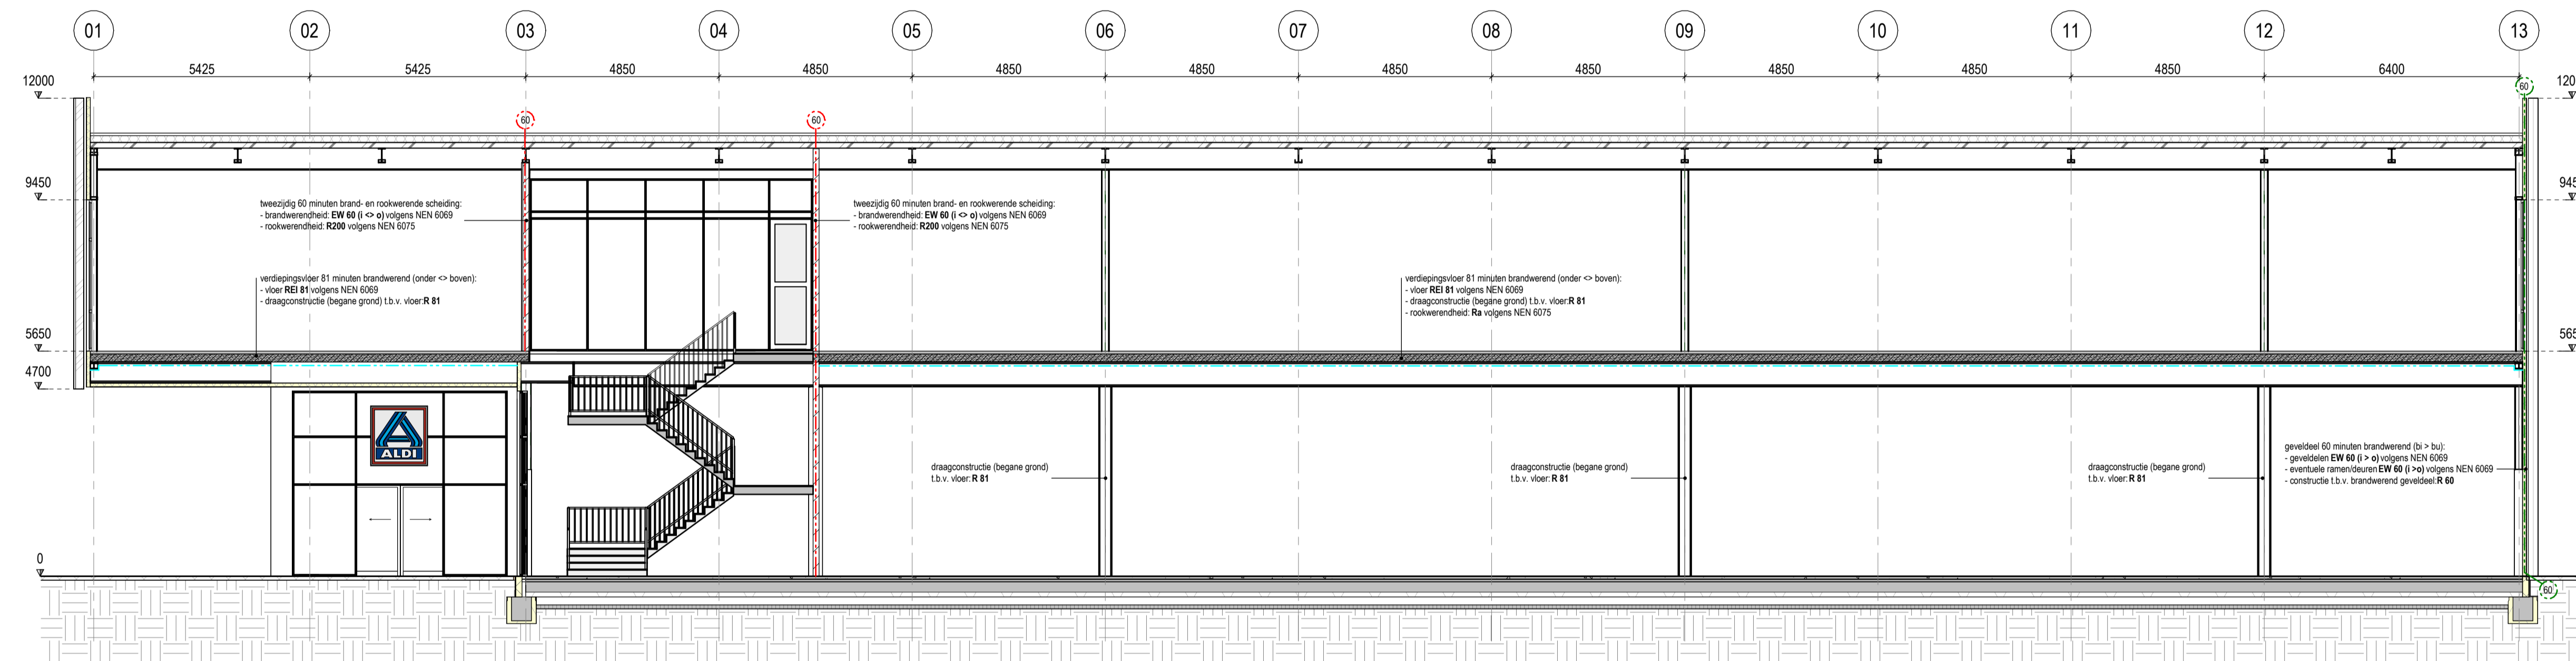 01 02 03 04 05 06 07 08 09 10 11 12 13
5425 5425 4850 4850 4850 4850 4850 4850 4850 4850 4850 6400
12000
120
60
60
60
9450
945
tweezijdig 60 minuten brand- en rookwerende scheiding:
- brandwerendheid: EW 60 (i <> o) volgens NEN 6069
- rookwerendheid: R200 volgens NEN 6075
tweezijdig 60 minuten brand- en rookwerende scheiding:
- brandwerendheid: EW 60 (i <> o) volgens NEN 6069
- rookwerendheid: R200 volgens NEN 6075
verdiepingsvloer 81 minuten brandwerend (onder <> boven):
- vloer REI 81 volgens NEN 6069
- draagconstructie (begane grond) t.b.v. vloer: R 81
verdiepingsvloer 81 minuten brandwerend (onder <> boven):
- vloer REI 81 volgens NEN 6069
- draagconstructie (begane grond) t.b.v. vloer: R 81
- rookwerendheid: Ra volgens NEN 6075
5650
565
4700
ALDI
draagconstructie (begane grond)
t.b.v. vloer: R 81
draagconstructie (begane grond)
t.b.v. vloer: R 81
draagconstructie (begane grond)
t.b.v. vloer: R 81
geveldeel 60 minuten brandwerend (bi > bu):
- geveldelen EW 60 (i > o) volgens NEN 6069
- eventuele ramen/deuren EW 60 (i >o) volgens NEN 6069
- constructie t.b.v. brandwerend geveldeel: R 60
0
60